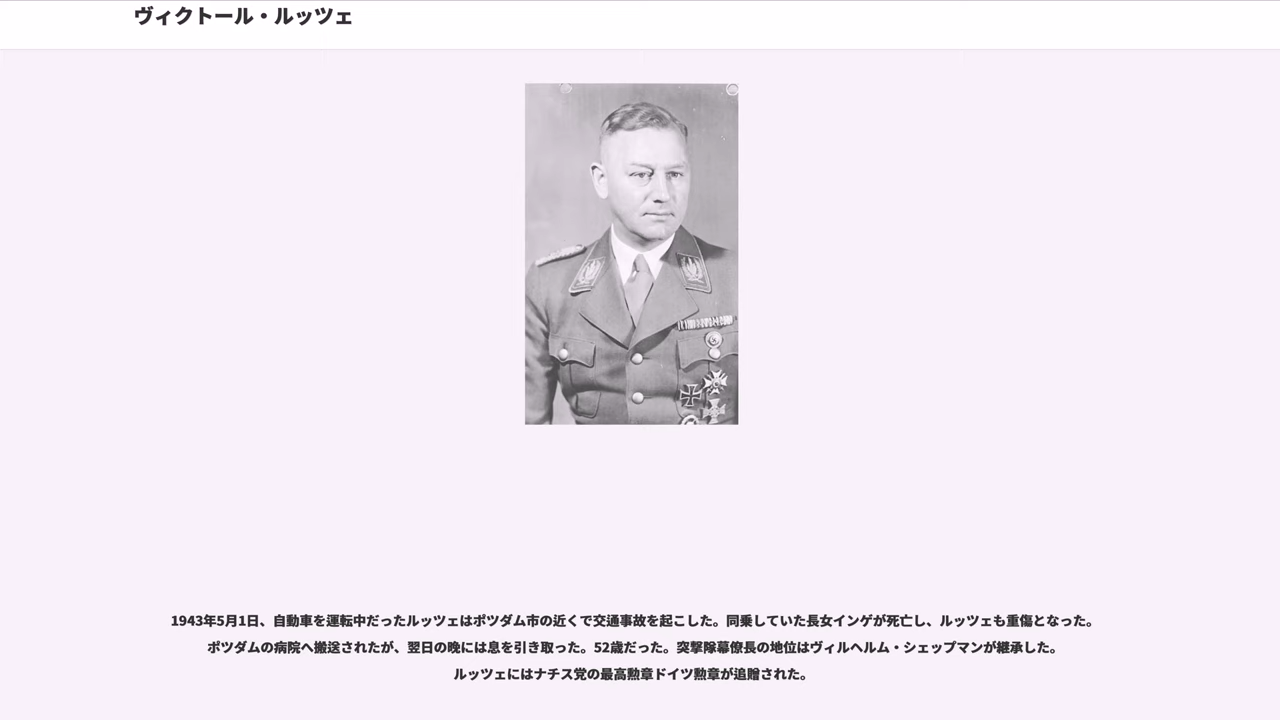 ヴィクトール・ルッツェ
1943年5月1日、自動車を運転中だったルッツェはポツダム市の近くで交通事故を起こした。同乗していた長女インゲが死亡し、ルッツェも重傷となった。
ポツダムの病院へ搬送されたが、翌日の晩には息を引き取った。52歳だった。突撃隊幕僚長の地位はヴィルヘルム・シェップマンが継承した。
ルッツェにはナチス党の最高勲章ドイツ勲章が追贈された。